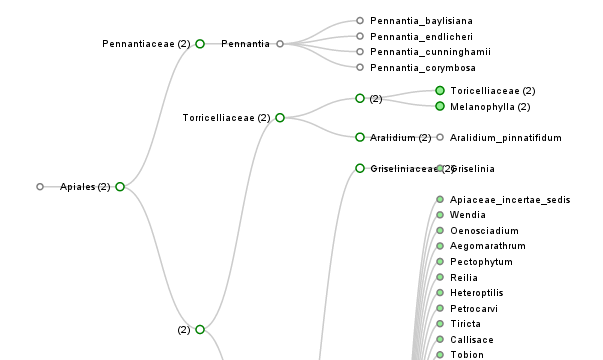 Pennantia_baylisiana
Pennantia_endlicheri
Pennantiaceae (2)
Pennantia
Pennantia_cunninghamii
Pennantia_corymbosa
Toricelliaceae (2)
(2)
Melanophylla (2)
Torricelliaceae (2)
Aralidium (2)
Aralidium_pinnatifidum
Griseliniaceae (2)
Griselinia
Apiales (2)
Apiaceae_incertae_sedis
Wendia
Oenosciadium
Aegomarathrum
Pectophytum
Reilia
Heteroptilis
Petrocarvi
Tiricta
(2)
Callisace
Tobion